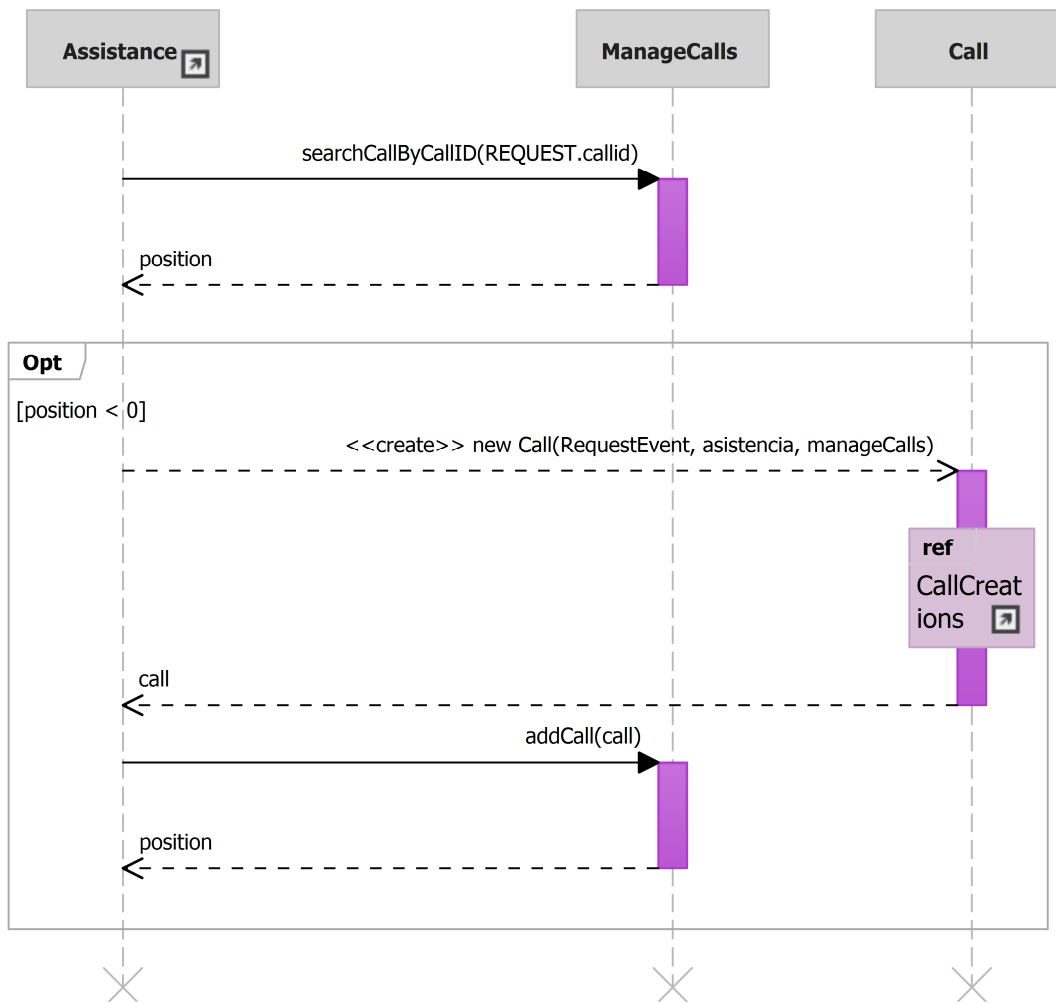 Assistance
ManageCalls
Call
searchCallByCallID(REQUEST.callid)
position
Opt
[position < 0]
<<create>> new Call(RequestEvent, asistencia, manageCalls)
ref
CallCreat
ions
call
addCall(call)
position